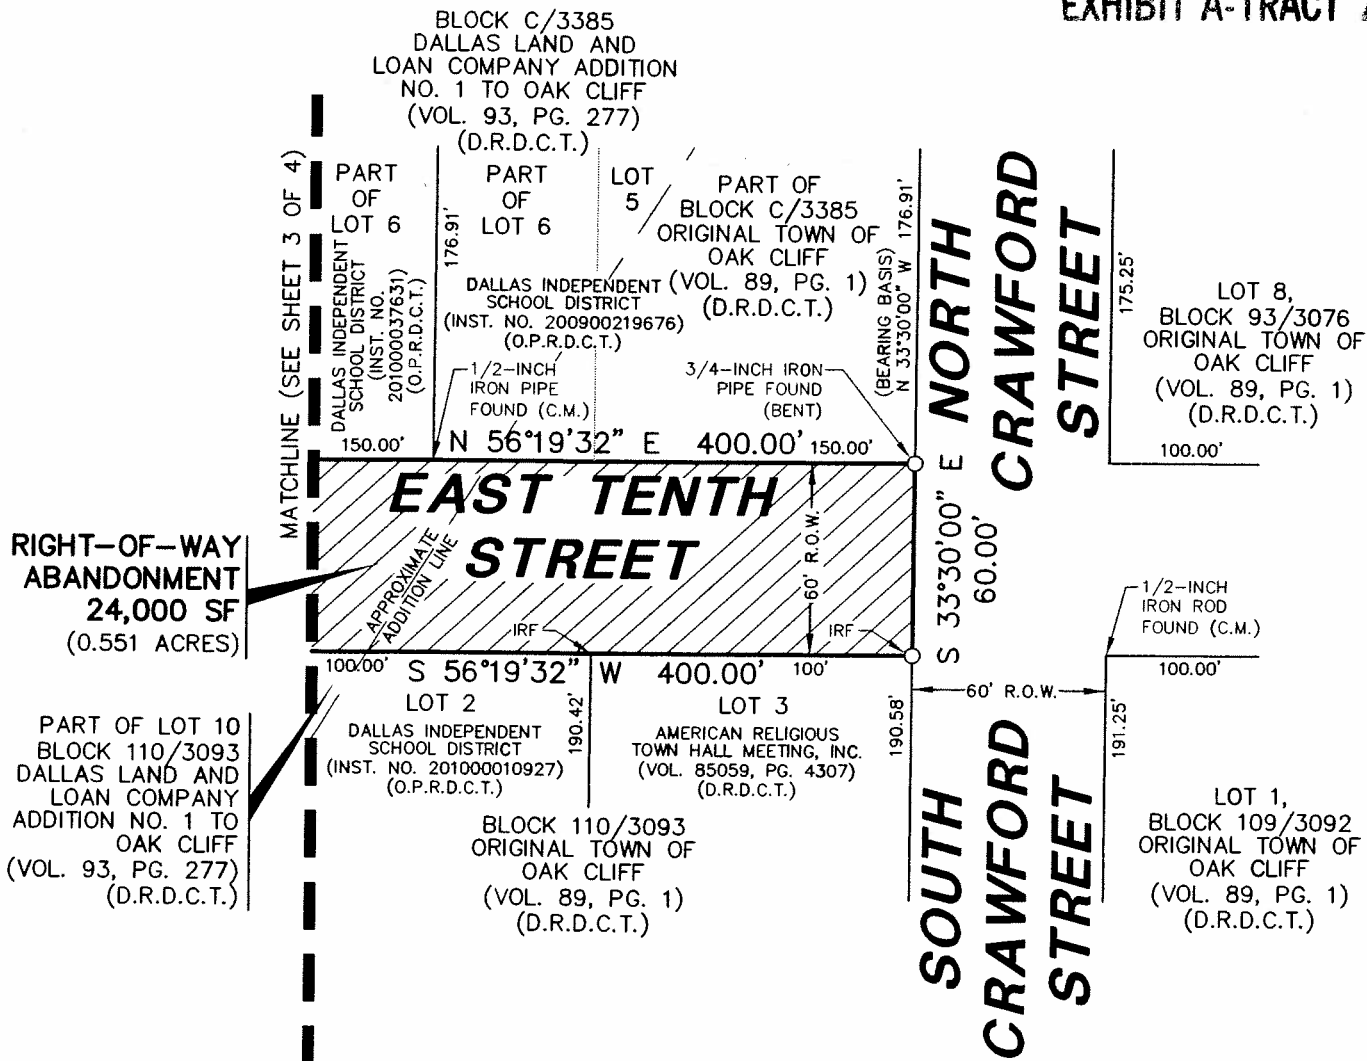 EXHIBIT A-TRACT
BLOCK C/3385
DALLAS LAND AND
LOAN COMPANY ADDITION
NO. 1 TO OAK CLIFF
(VOL. 93, PG. 277)
(D.R.D.C.T.)
MATCHLINE (SEE SHEET 3 OF 4)
PART
OF
LOT 6
DALLAS INDEPENDENT
SCHOOL DISTRICT
(INST. NO.
201000037631)
(O.P.R.D.C.T.)
176.91'
PART
OF
LOT 6
LOT
5
DALLAS INDEPENDENT
SCHOOL DISTRICT
(INST. NO. 200900219676)
(O.P.R.D.C.T.)
PART OF
BLOCK C/3385
ORIGINAL TOWN OF
OAK CLIFF
(VOL. 89, PG. 1)
(D.R.D.C.T.)
(BEARING BASIS)
N 33°30'00" W 176.91'
NORTH
CRAWFORD
STREET
175.25'
LOT 8,
BLOCK 93/3076
ORIGINAL TOWN OF
OAK CLIFF
(VOL. 89, PG. 1)
(D.R.D.C.T.)
100.00'
1/2-INCH
IRON PIPE
FOUND (C.M.)
3/4-INCH IRON
PIPE FOUND
(BENT)
150.00'
N 56°19'32" E 400.00'
150.00'
EAST TENTH
STREET
60' R.O.W.
S 33°30'00" E
60.00'
RIGHT-OF-WAY
ABANDONMENT
24,000 SF
(0.551 ACRES)
APPROXIMATE
ADDITION LINE
IRF
IRF
1/2-INCH
IRON ROD
FOUND (C.M.)
100.00'
100.00'
S 56°19'32" W 400.00'
100'
60' R.O.W.
PART OF LOT 10
BLOCK 110/3093
DALLAS LAND AND
LOAN COMPANY
ADDITION NO. 1 TO
OAK CLIFF
(VOL. 93, PG. 277)
(D.R.D.C.T.)
LOT 2
DALLAS INDEPENDENT
SCHOOL DISTRICT
(INST. NO. 201000010927)
(O.P.R.D.C.T.)
190.42'
LOT 3
AMERICAN RELIGIOUS
TOWN HALL MEETING, INC.
(VOL. 85059, PG. 4307)
(D.R.D.C.T.)
190.58'
BLOCK 110/3093
ORIGINAL TOWN OF
OAK CLIFF
(VOL. 89, PG. 1)
(D.R.D.C.T.)
SOUTH
CRAWFORD
STREET
191.25'
LOT 1,
BLOCK 109/3092
ORIGINAL TOWN OF
OAK CLIFF
(VOL. 89, PG. 1)
(D.R.D.C.T.)